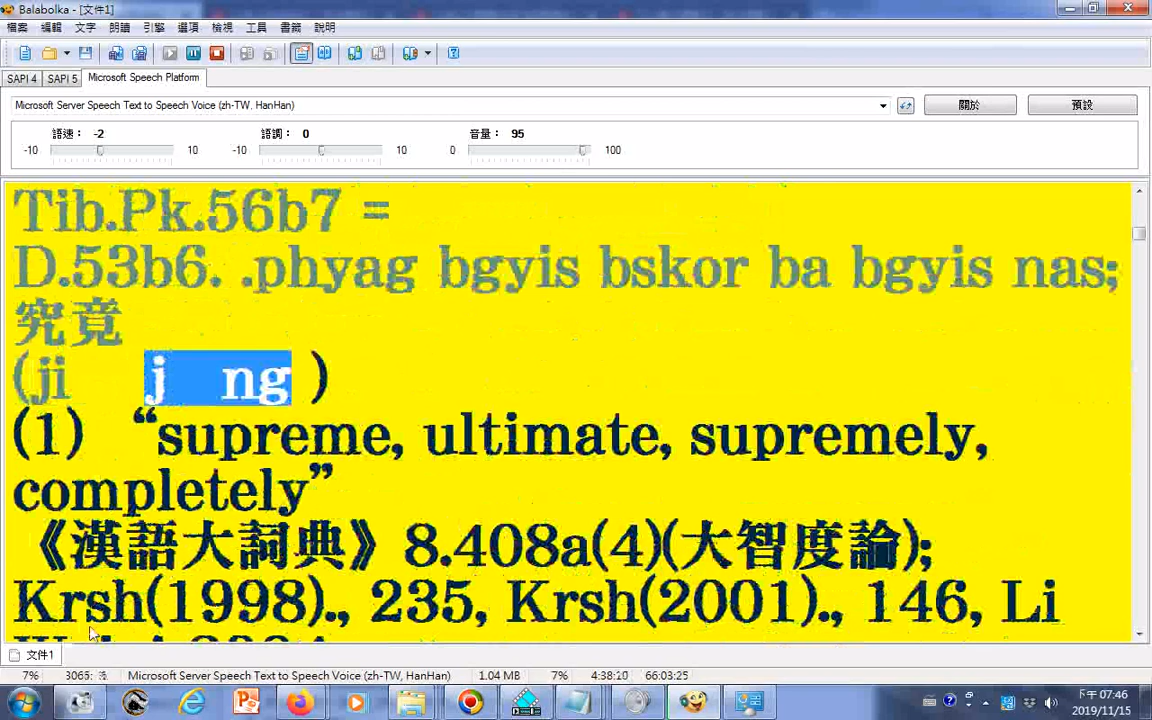 Balabolka - [文件1]
檔案 編輯 文字 朗讀 引擎 選項 檢視 工具 書籤 說明
SAPI 4 SAPI 5 Microsoft Speech Platform
Microsoft Server Speech Text to Speech Voice (zh-TW, HanHan) 關於 預設
語速： -2 語調： 0 音量： 95
-10 10 -10 10 0 100
Tib.Pk.56b7 =
D.53b6. .phyag bgyis bskor ba bgyis nas;
究竟
(ji j ng )
(1) “supreme, ultimate, supremely,
completely”
《漢語大詞典》 8.408a(4)(大智度論);
Krsh(1998)., 235, Krsh(2001)., 146, Li
文件1
7% 3065: Microsoft Server Speech Text to Speech Voice (zh-TW, HanHan) 1.04 MB 7% 4:38:10 66:03:25
下午 07:46
2019/11/15